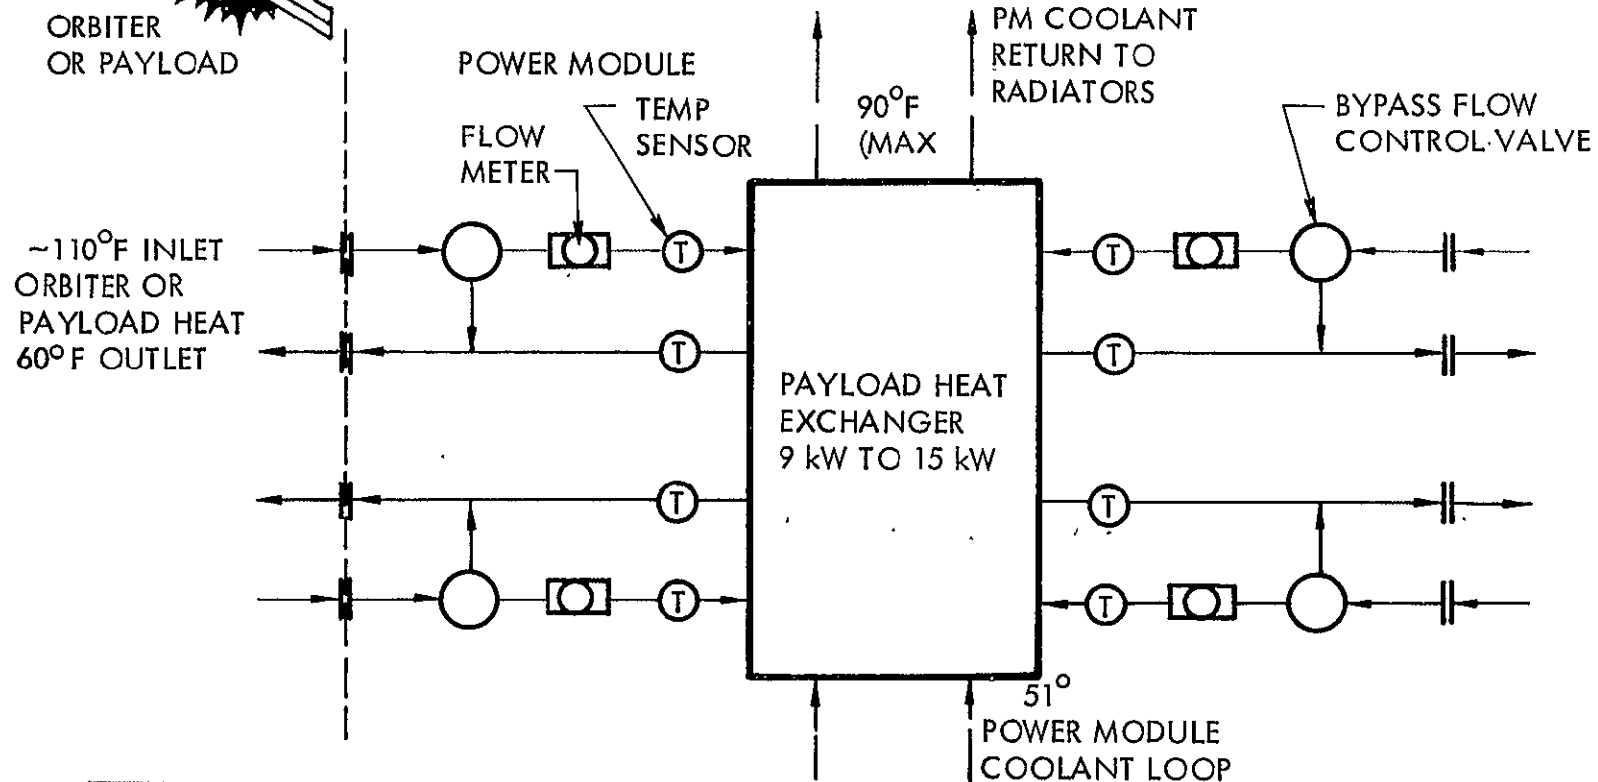 ORBITER
OR PAYLOAD
POWER MODULE
TEMP
SENSOR
FLOW
METER
90°F
(MAX
PM COOLANT
RETURN TO
RADIATORS
BYPASS FLOW
CONTROL VALVE
~110°F INLET
ORBITER OR
PAYLOAD HEAT
60°F OUTLET
T
T
T
T
PAYLOAD HEAT
EXCHANGER
9 kW TO 15 kW
T
T
T
T
51°
POWER MODULE
COOLANT LOOP